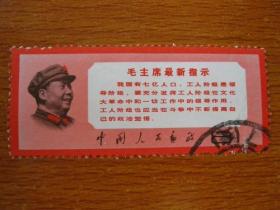 毛主席最新指示
我国有七亿人口，工人阶级是领
导阶级。要充分发挥工人阶级在文化
大革命中和一切工作中的领导作用。
工人阶级也应当在斗争中不断提高自
己的政治觉悟。
中国人民邮政